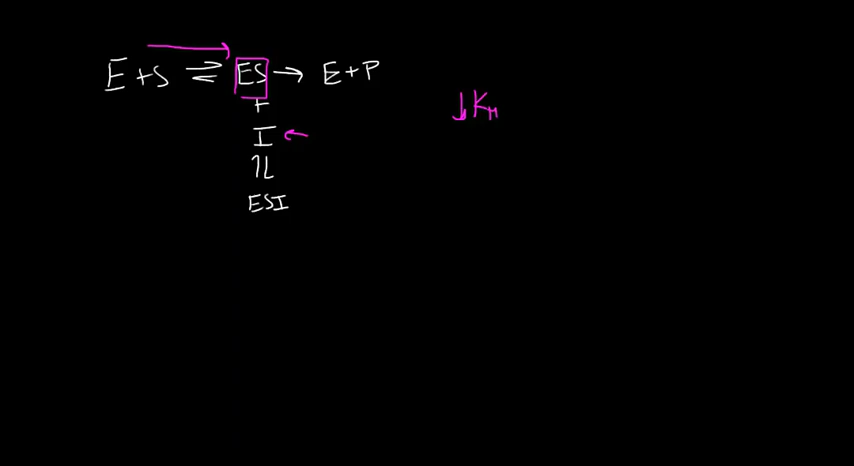 E+S ⇌ ES → E+P
↓KM
+
I ←
⇅
ESI